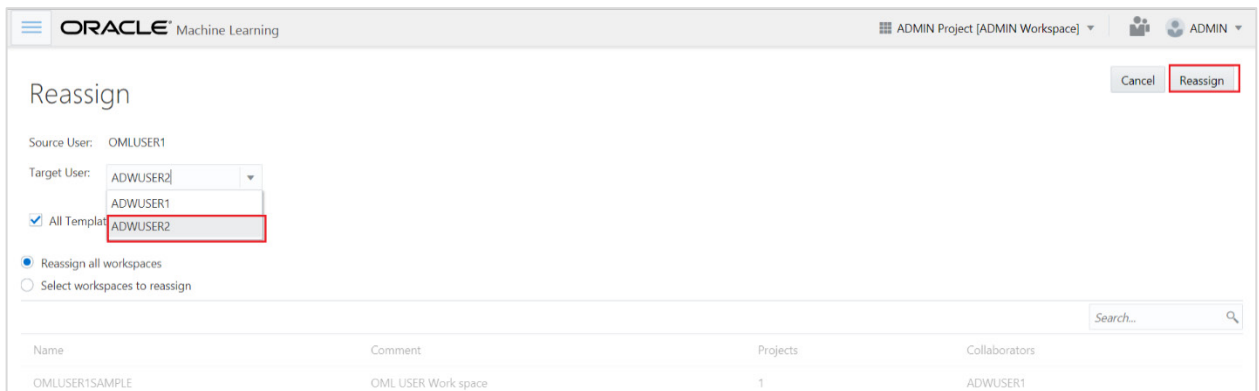 ORACLE Machine Learning ADMIN Project [ADMIN Workspace] ADMIN
Cancel Reassign
Reassign
Source User: OMLUSER1
Target User: ADWUSER2
ADWUSER1
All Templat ADWUSER2
Reassign all workspaces
Select workspaces to reassign
Search...
Name Comment Projects Collaborators
OMLUSER1SAMPLE OML USER Work space 1 ADWUSER1